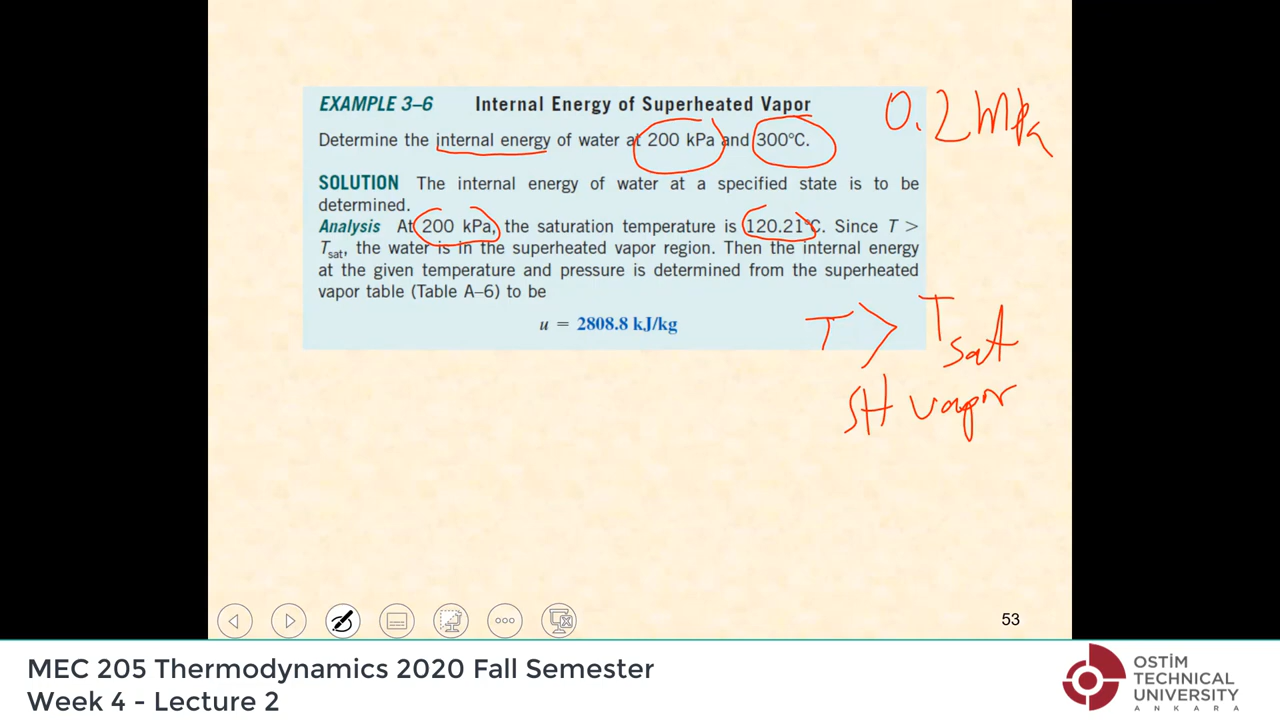 EXAMPLE 3–6 Internal Energy of Superheated Vapor
0.2 MPa
Determine the internal energy of water at 200 kPa and 300°C.
SOLUTION The internal energy of water at a specified state is to be
determined.
Analysis At 200 kPa, the saturation temperature is 120.21°C. Since T >
Tsat, the water is in the superheated vapor region. Then the internal energy
at the given temperature and pressure is determined from the superheated
vapor table (Table A–6) to be
u = 2808.8 kJ/kg
T > Tsat
SH vapor
53
MEC 205 Thermodynamics 2020 Fall Semester
Week 4 - Lecture 2
OSTİM
TECHNICAL
UNIVERSITY
ANKARA